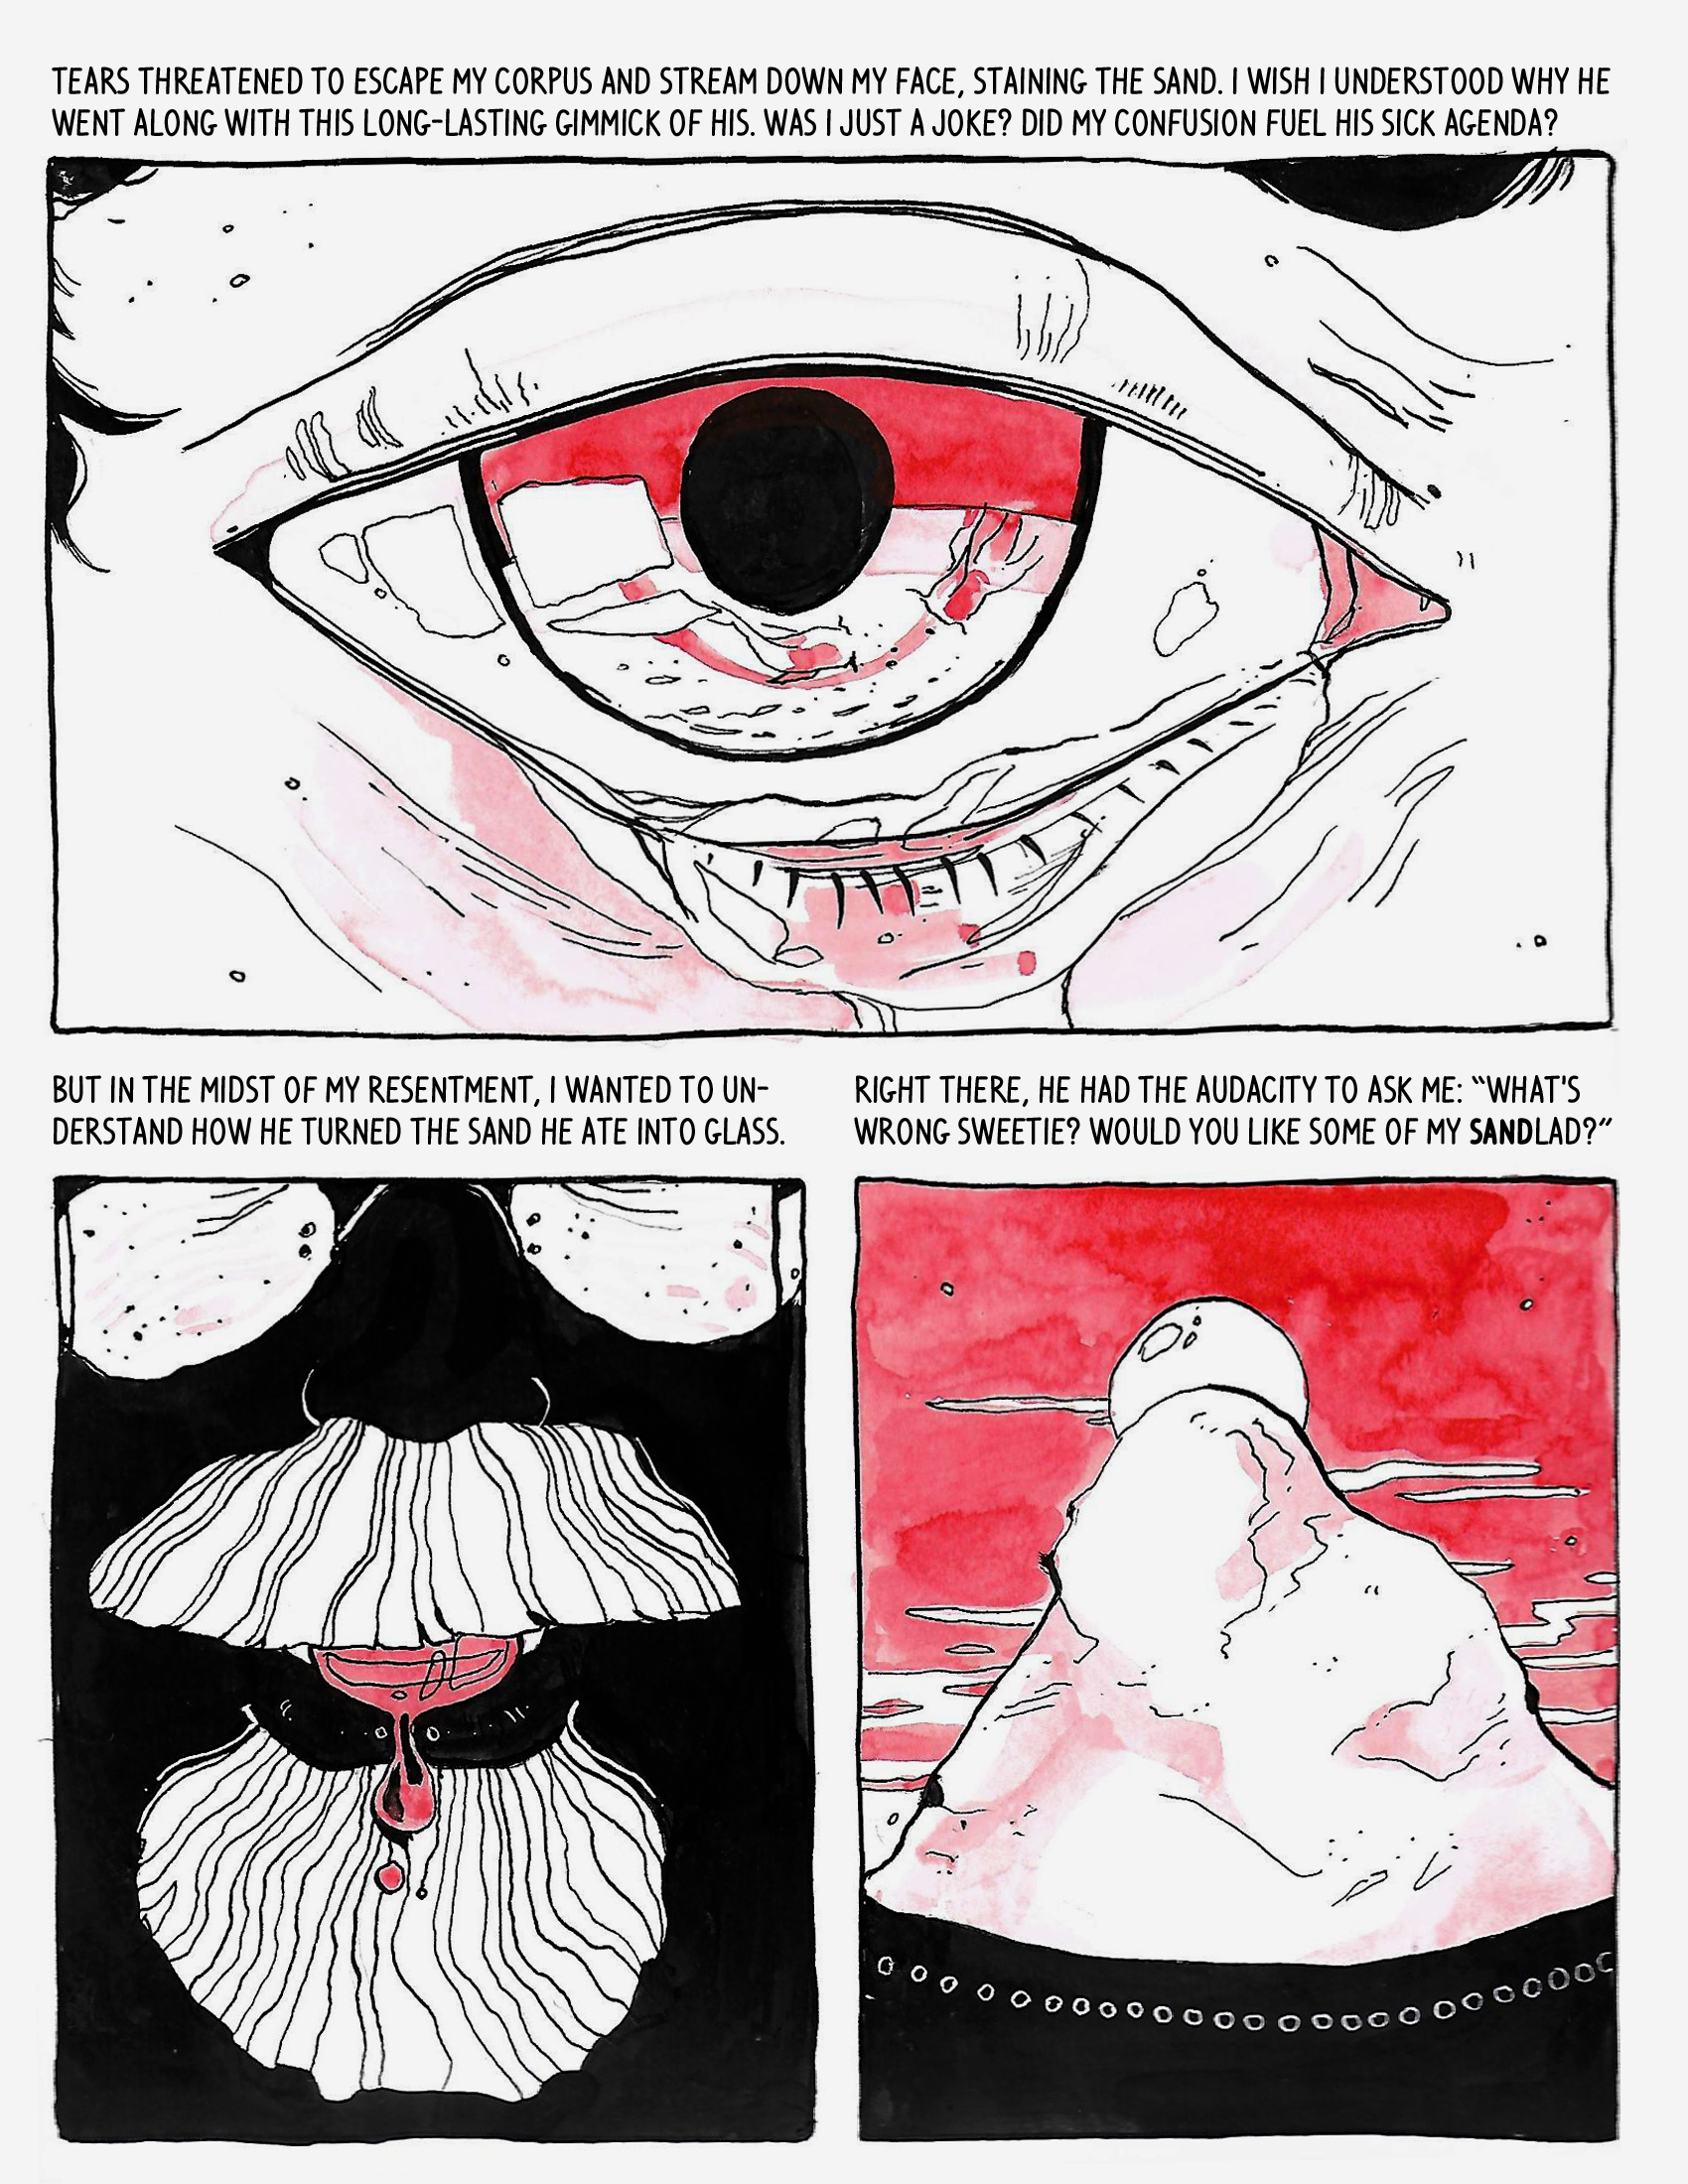 TEARS THREATENED TO ESCAPE MY CORPUS AND STREAM DOWN MY FACE, STAINING THE SAND. I WISH I UNDERSTOOD WHY HE
WENT ALONG WITH THIS LONG-LASTING GIMMICK OF HIS. WAS I JUST A JOKE? DID MY CONFUSION FUEL HIS SICK AGENDA?
BUT IN THE MIDST OF MY RESENTMENT, I WANTED TO UN-
DERSTAND HOW HE TURNED THE SAND HE ATE INTO GLASS.
RIGHT THERE, HE HAD THE AUDACITY TO ASK ME: “WHAT'S
WRONG SWEETIE? WOULD YOU LIKE SOME OF MY SANDLAD?”